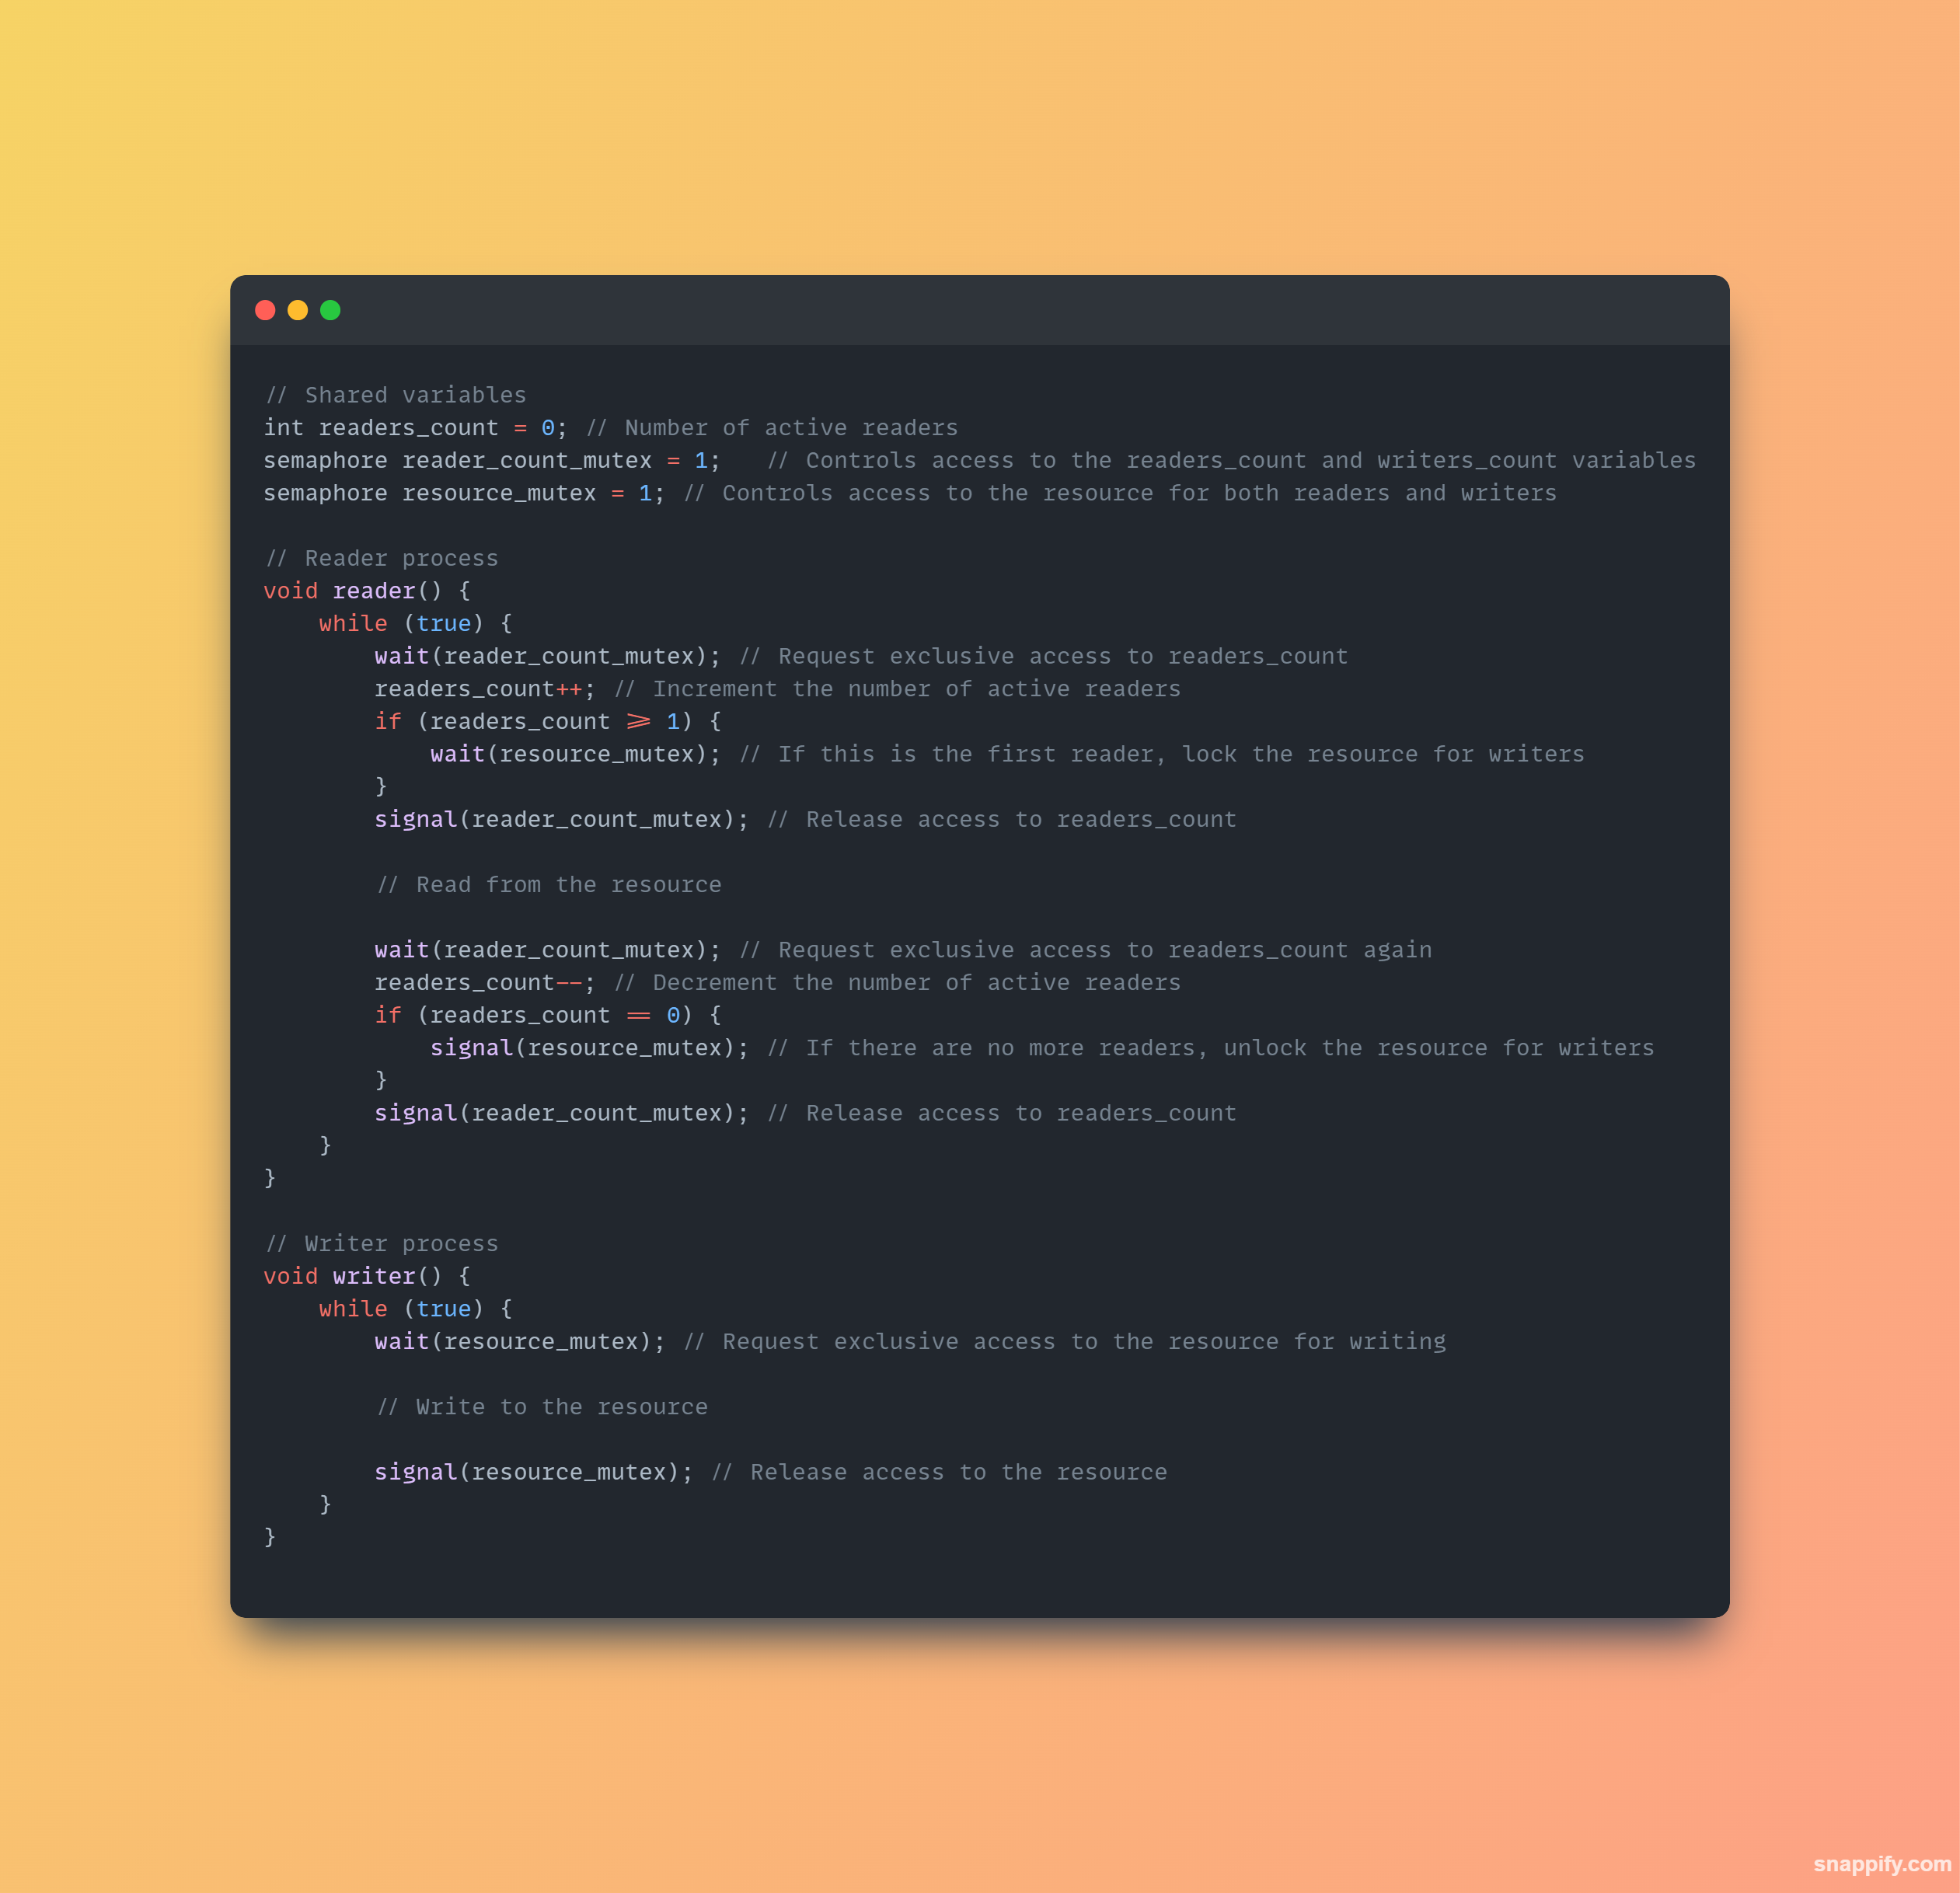 // Shared variables
int readers_count = 0; // Number of active readers
semaphore reader_count_mutex = 1;   // Controls access to the readers_count and writers_count variables
semaphore resource_mutex = 1; // Controls access to the resource for both readers and writers

// Reader process
void reader() {
    while (true) {
        wait(reader_count_mutex); // Request exclusive access to readers_count
        readers_count++; // Increment the number of active readers
        if (readers_count >= 1) {
            wait(resource_mutex); // If this is the first reader, lock the resource for writers
        }
        signal(reader_count_mutex); // Release access to readers_count

        // Read from the resource

        wait(reader_count_mutex); // Request exclusive access to readers_count again
        readers_count--; // Decrement the number of active readers
        if (readers_count == 0) {
            signal(resource_mutex); // If there are no more readers, unlock the resource for writers
        }
        signal(reader_count_mutex); // Release access to readers_count
    }
}

// Writer process
void writer() {
    while (true) {
        wait(resource_mutex); // Request exclusive access to the resource for writing

        // Write to the resource

        signal(resource_mutex); // Release access to the resource
    }
}
snappify.com